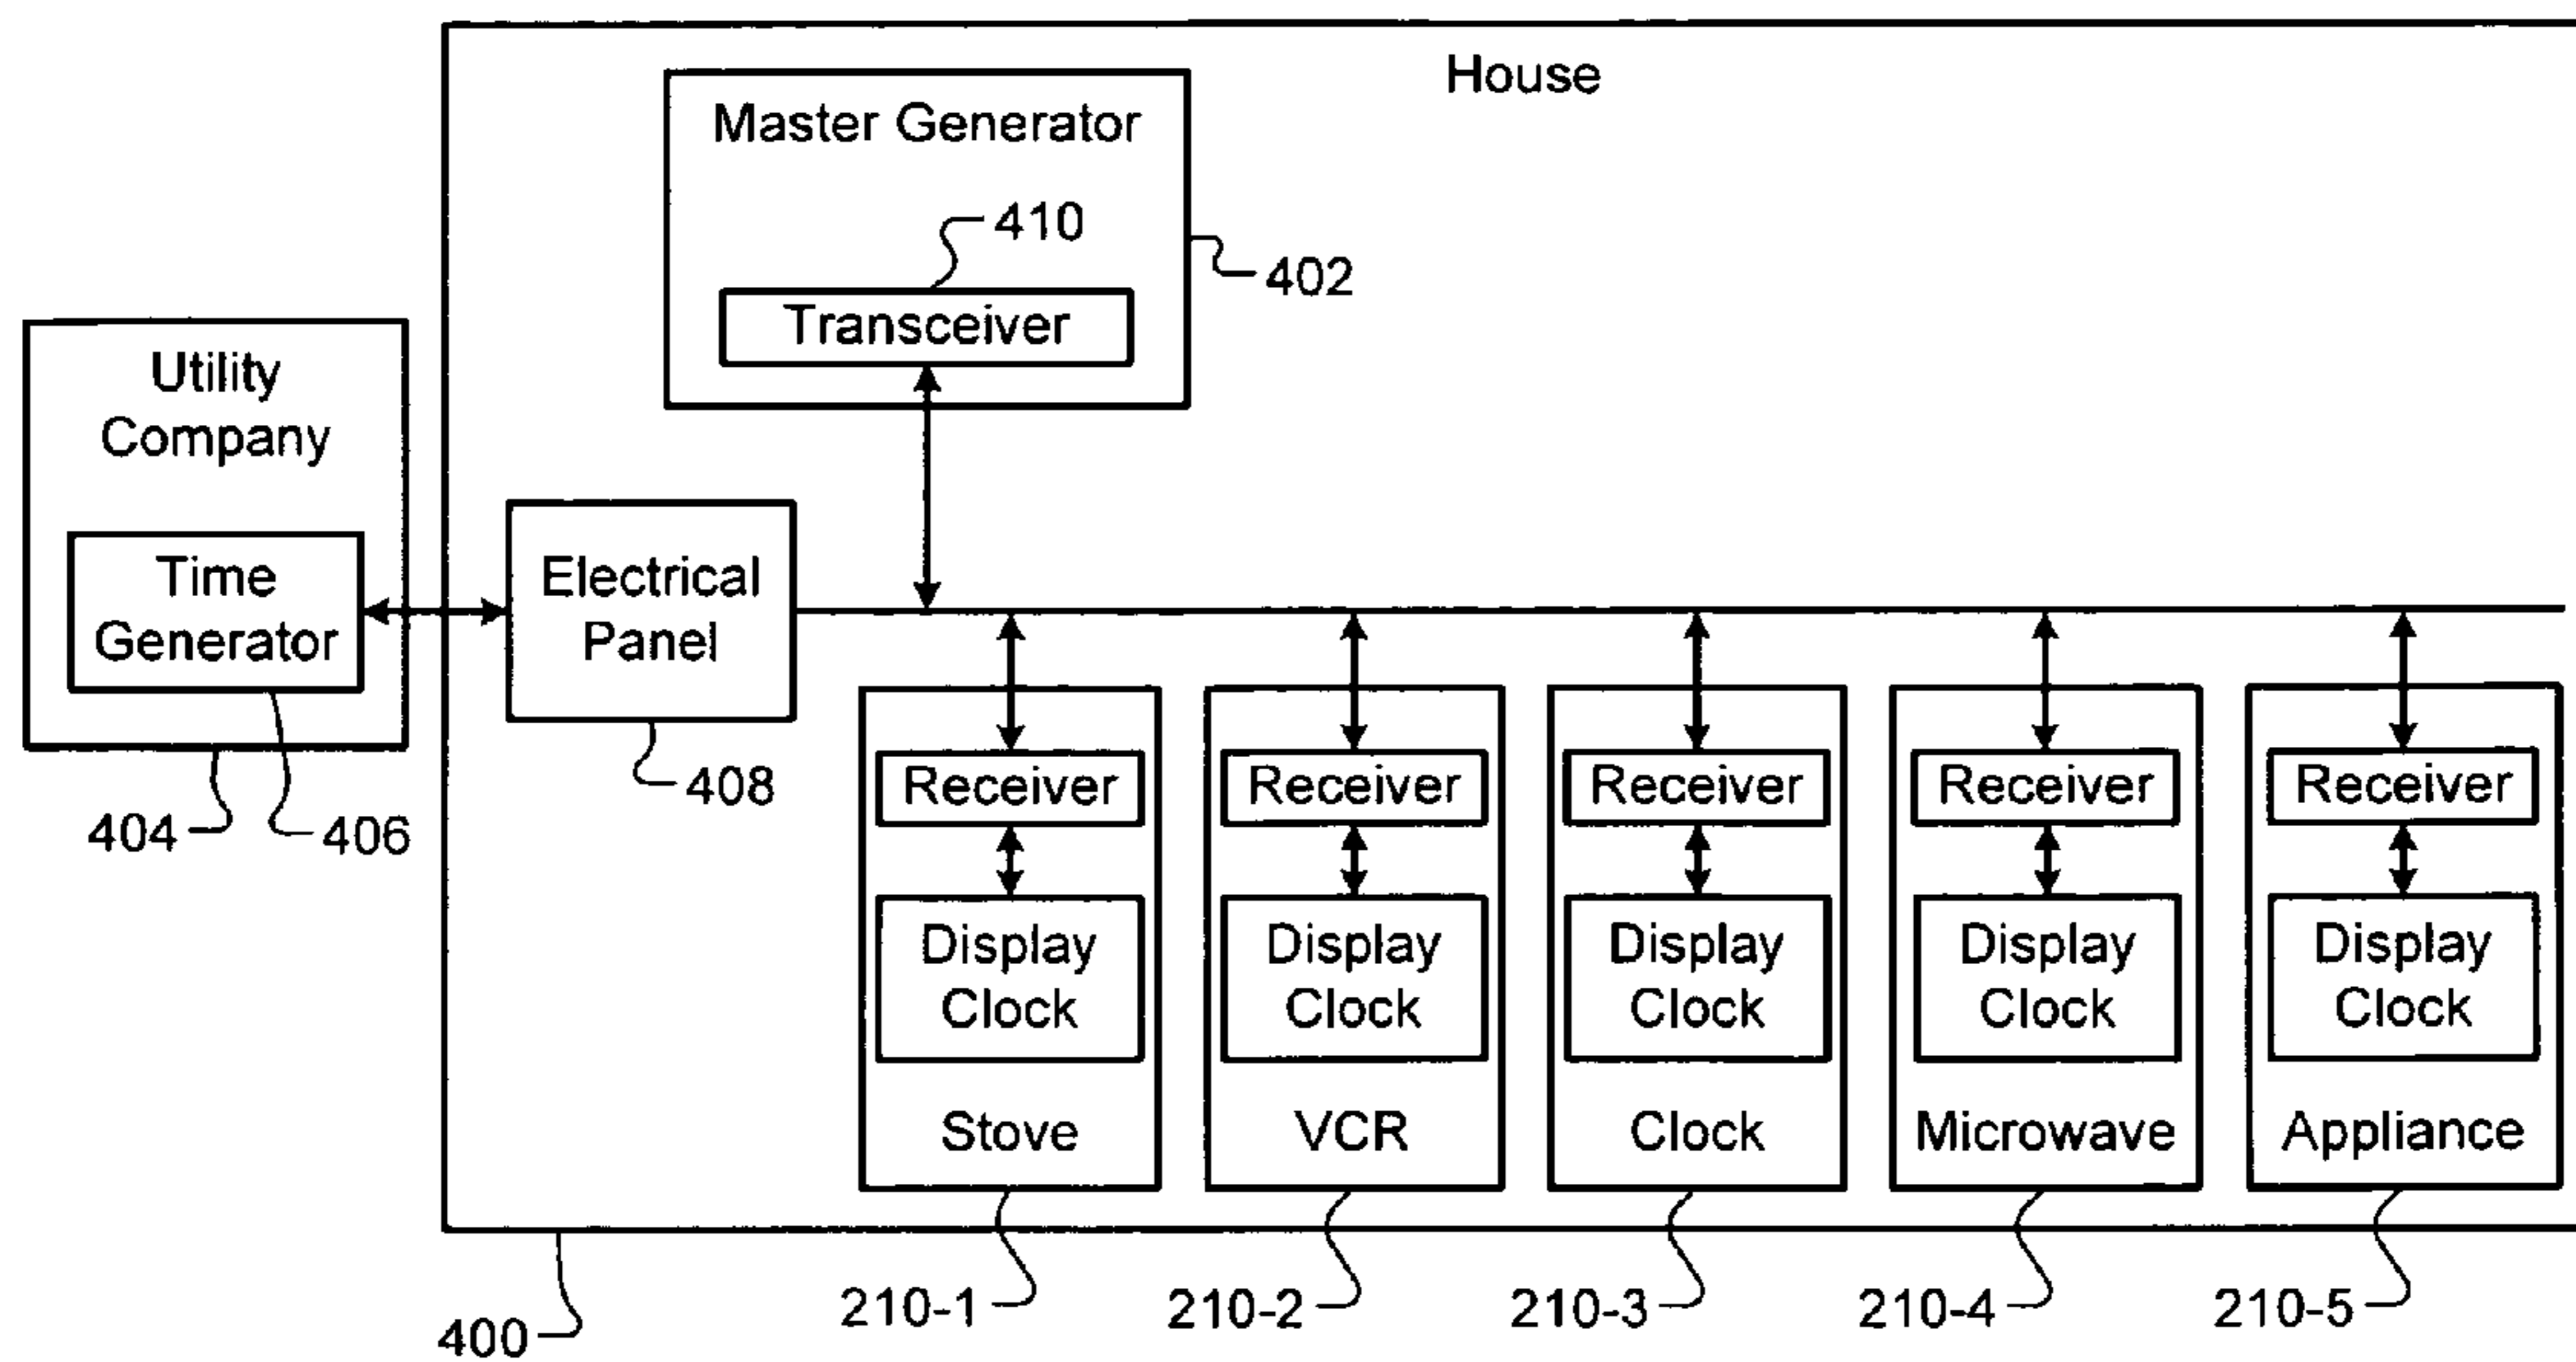 House
Master Generator
410
402
Transceiver
Utility
Company
Time
Generator
Electrical
Panel
404
406
408
Receiver
Receiver
Receiver
Receiver
Receiver
Display
Clock
Display
Clock
Display
Clock
Display
Clock
Display
Clock
Stove
VCR
Clock
Microwave
Appliance
400
210-1
210-2
210-3
210-4
210-5